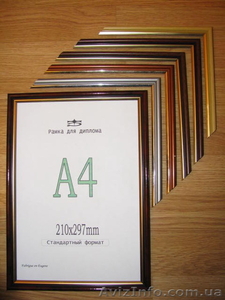 Рамка для диплома
A4
210x297mm
Стандартный формат
AvizInfo.com.ua